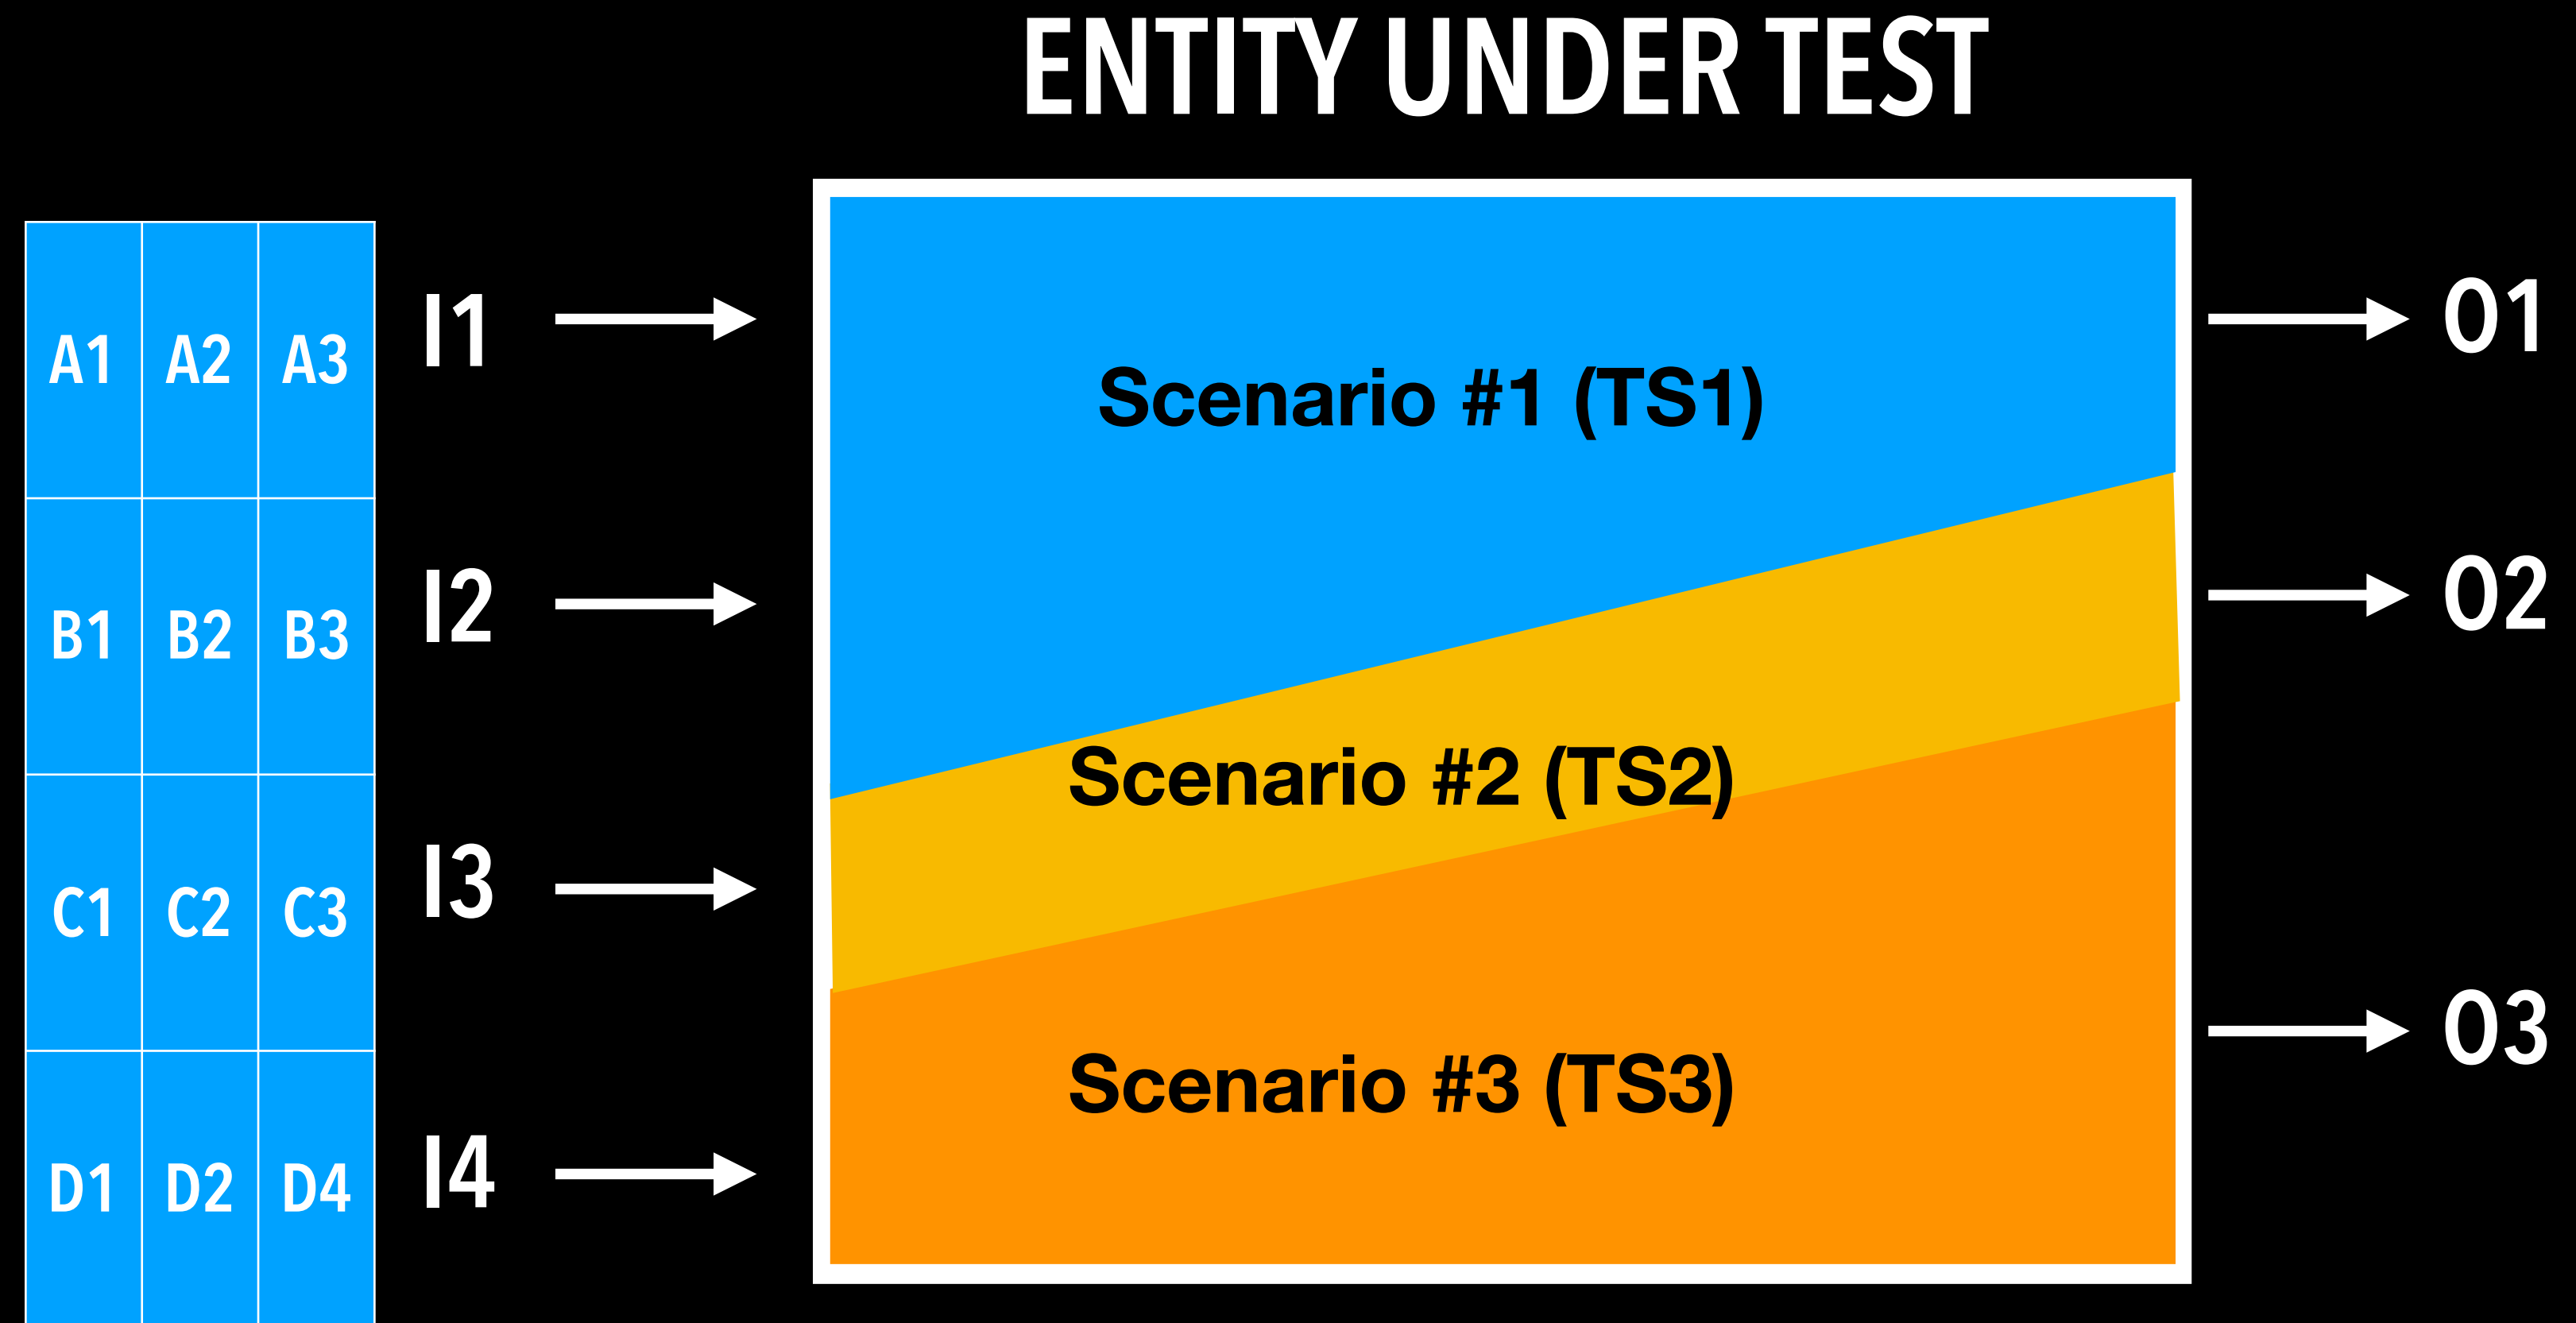 ENTITY UNDER TEST
A1 A2 A3
I1
Scenario #1 (TS1)
O1
B1 B2 B3
I2
O2
Scenario #2 (TS2)
C1 C2 C3
I3
O3
Scenario #3 (TS3)
D1 D2 D4
I4